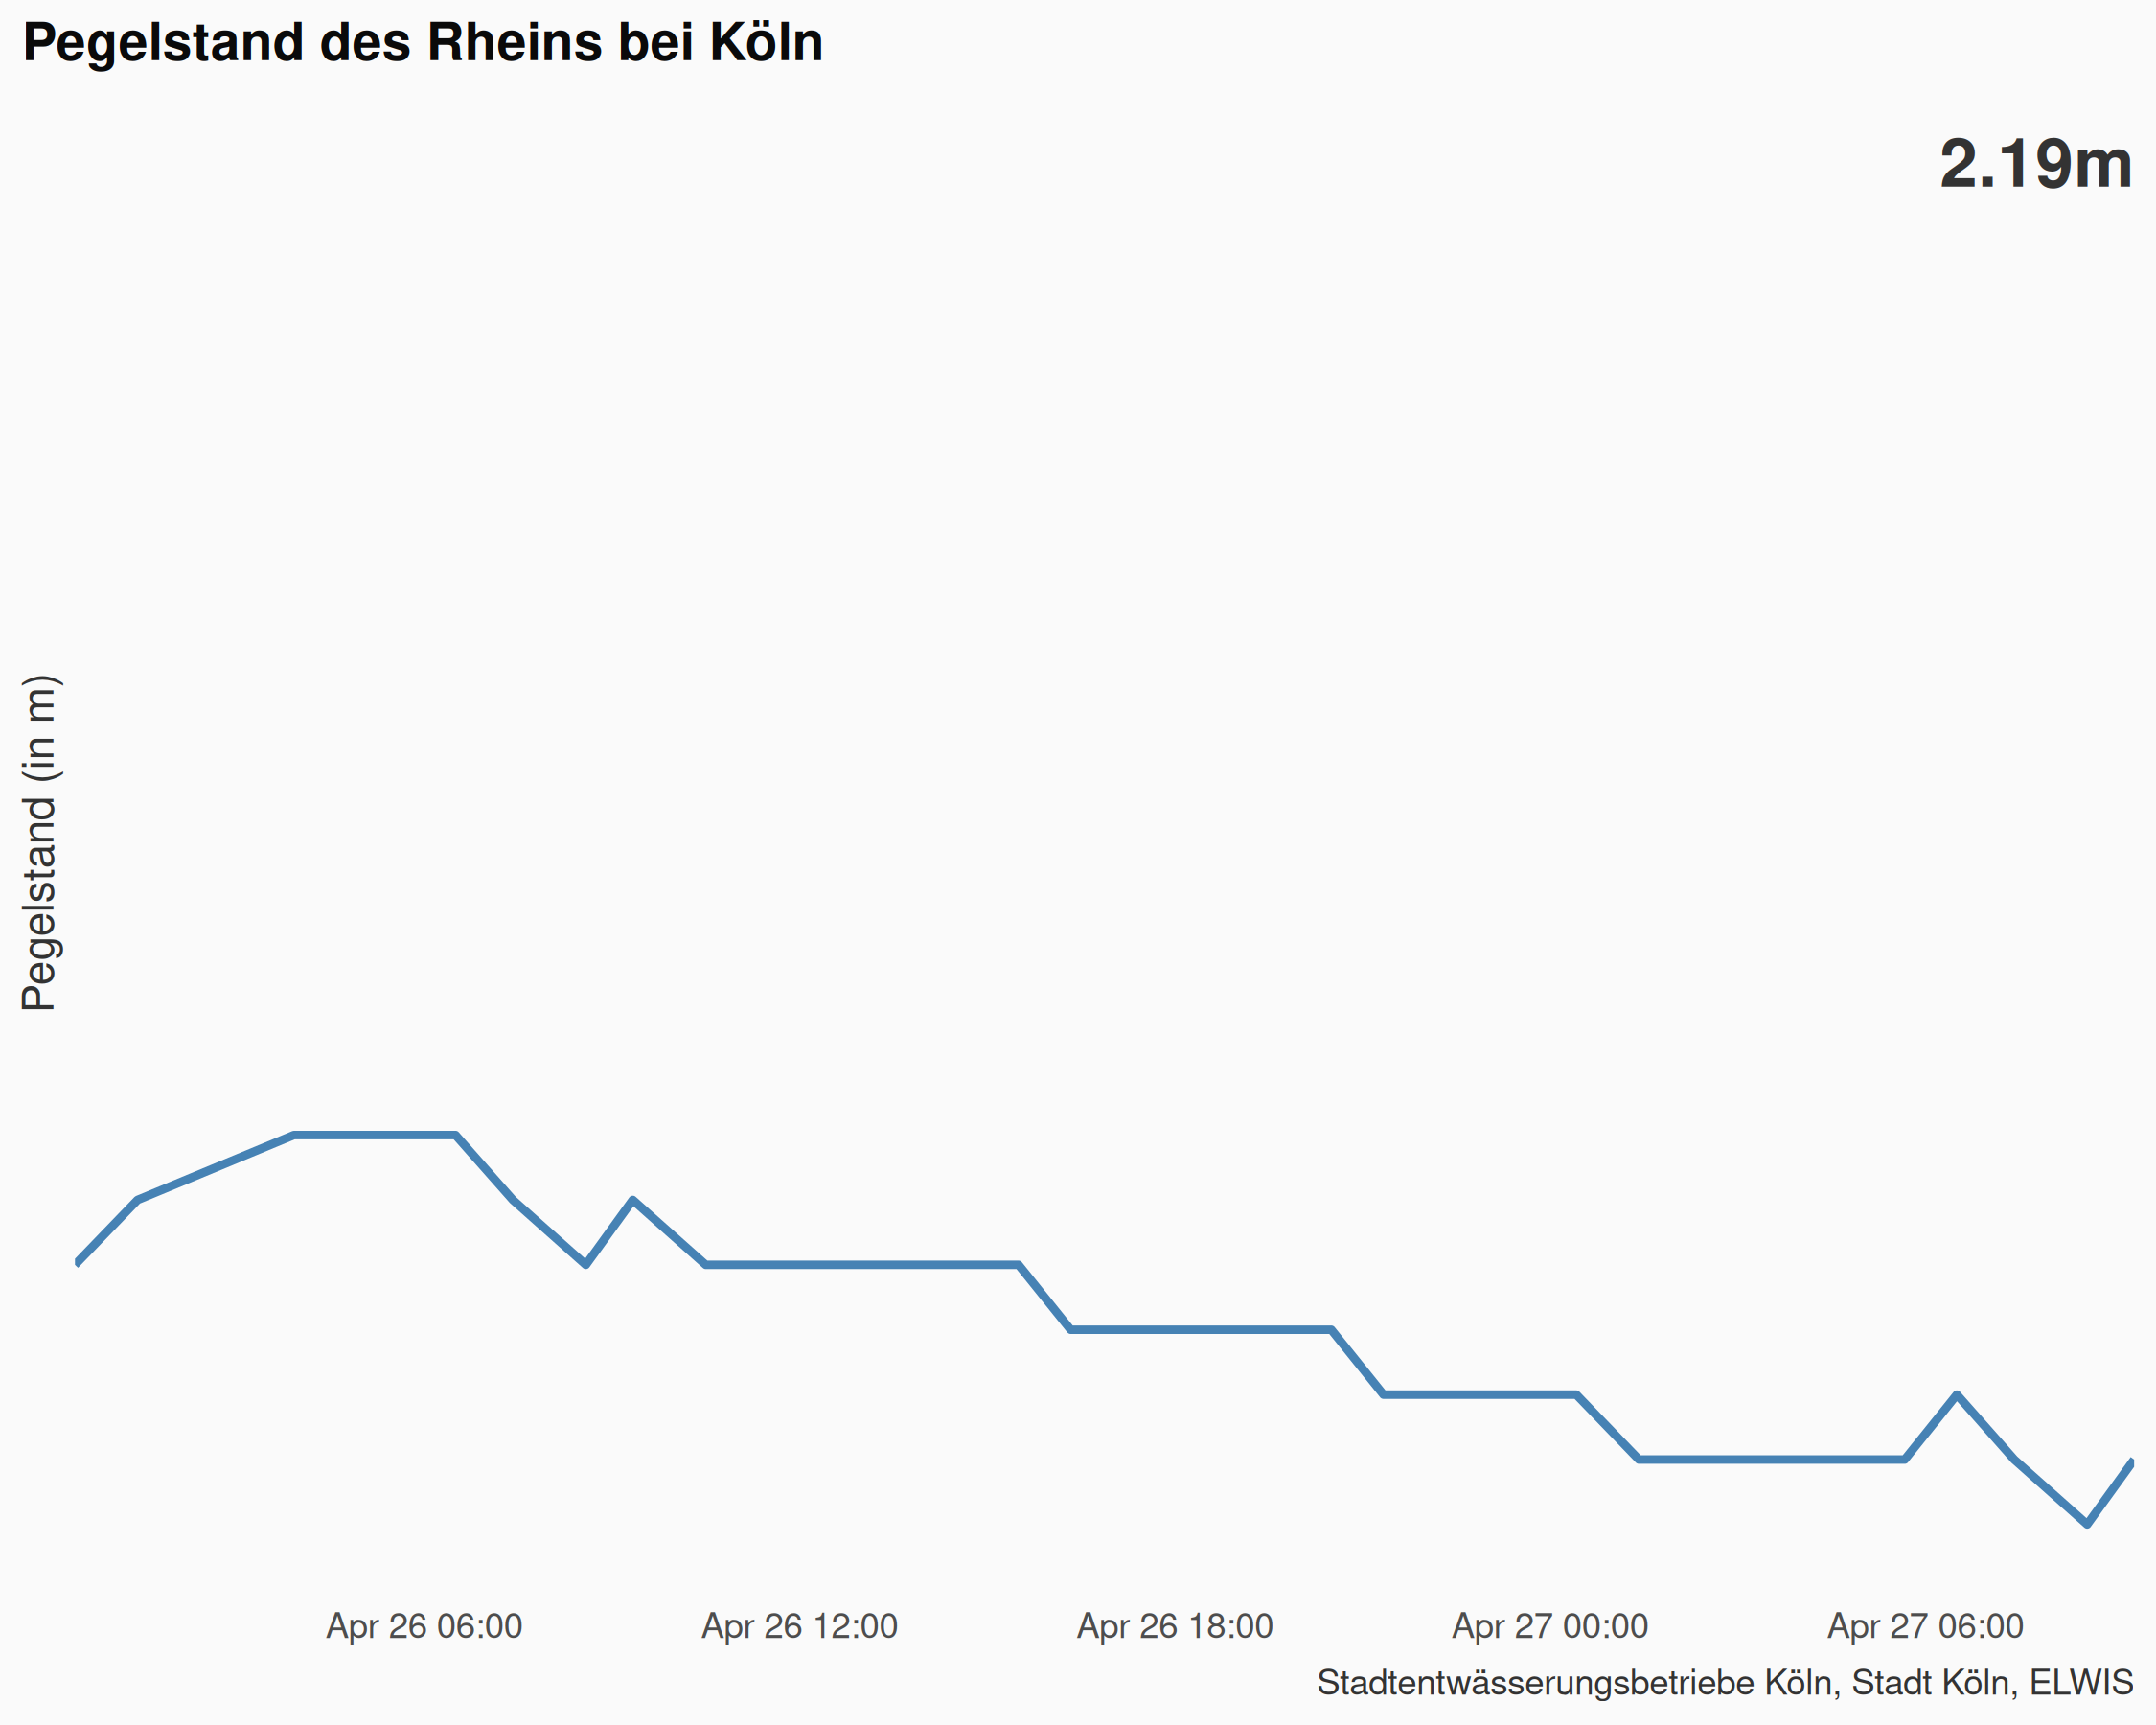 Pegelstand des Rheins bei Köln
2.19m
Pegelstand (in m)
Apr 26 06:00
Apr 26 12:00
Apr 26 18:00
Apr 27 00:00
Apr 27 06:00
Stadtentwässerungsbetriebe Köln, Stadt Köln, ELWIS